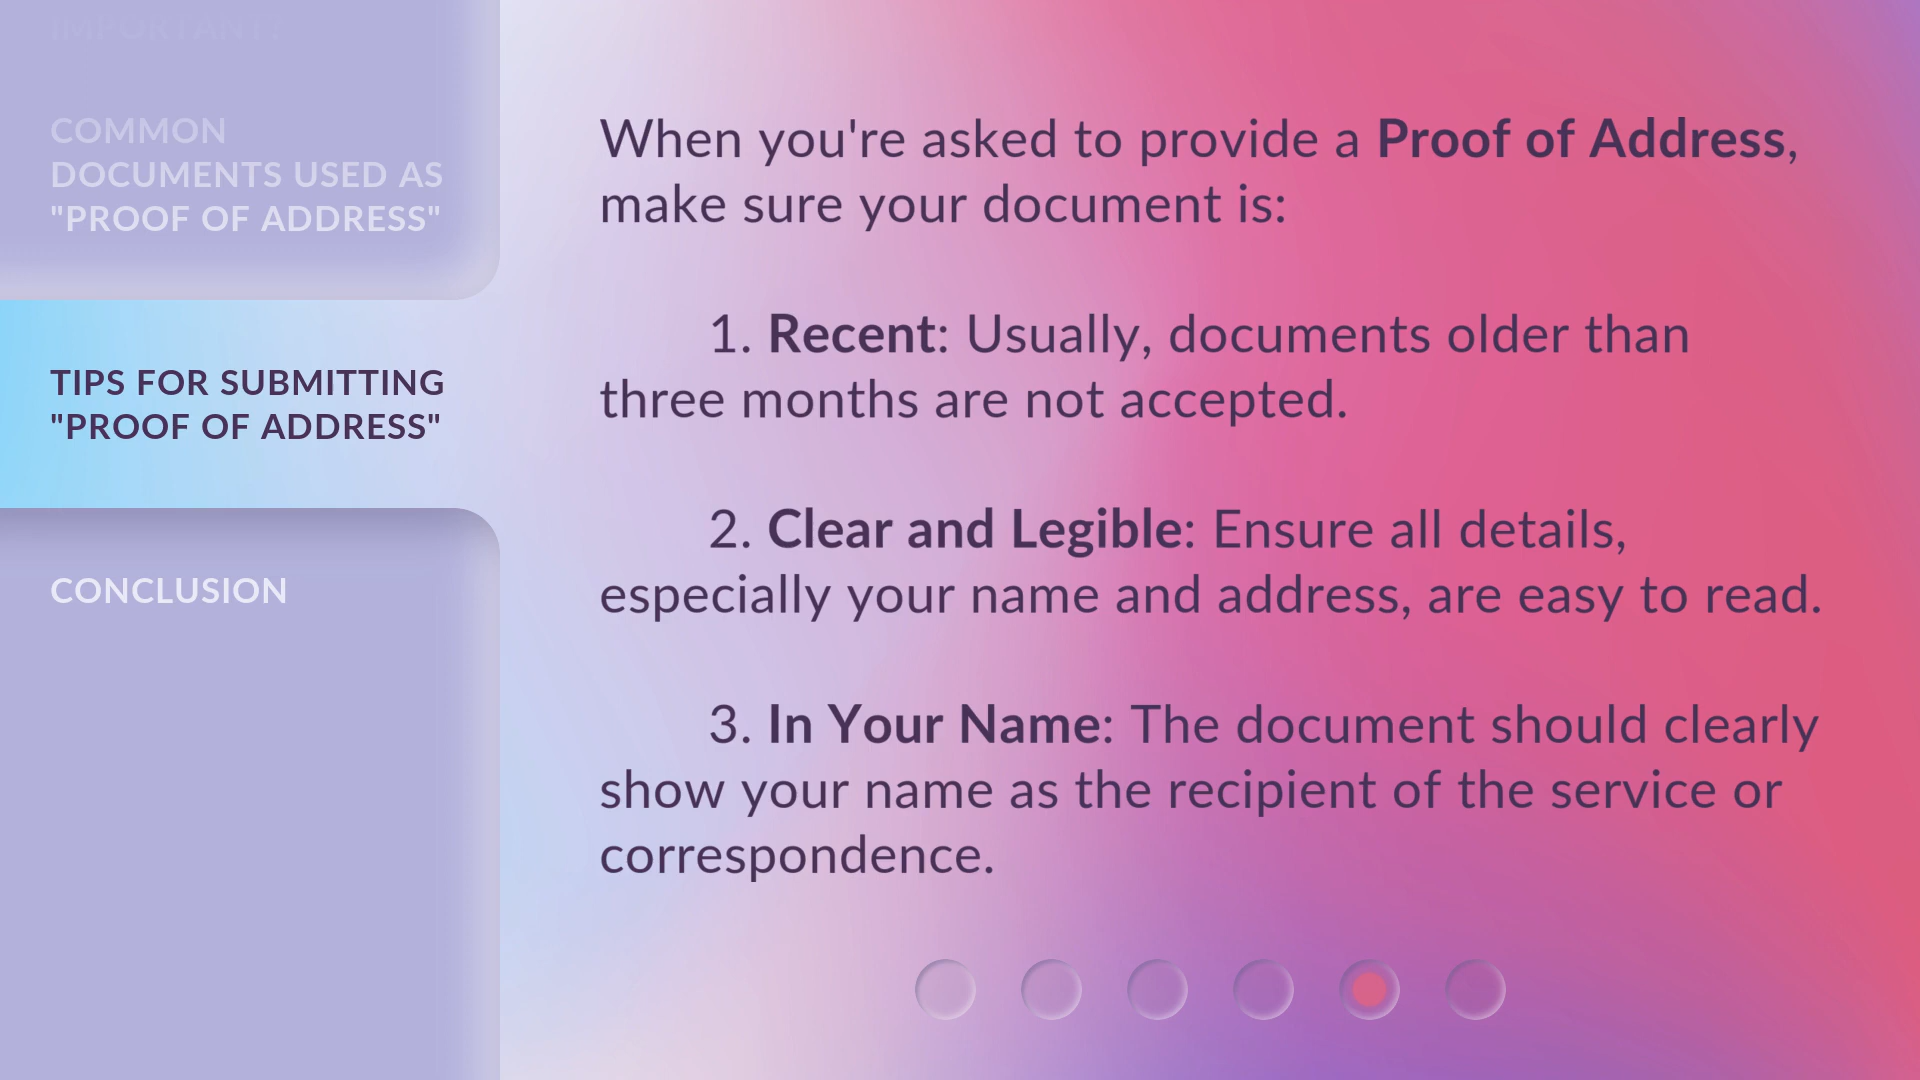 IMPORTANT?
COMMON
DOCUMENTS USED AS
"PROOF OF ADDRESS"
TIPS FOR SUBMITTING
"PROOF OF ADDRESS"
CONCLUSION
When you're asked to provide a Proof of Address,
make sure your document is:
1. Recent: Usually, documents older than
three months are not accepted.
2. Clear and Legible: Ensure all details,
especially your name and address, are easy to read.
3. In Your Name: The document should clearly
show your name as the recipient of the service or
correspondence.